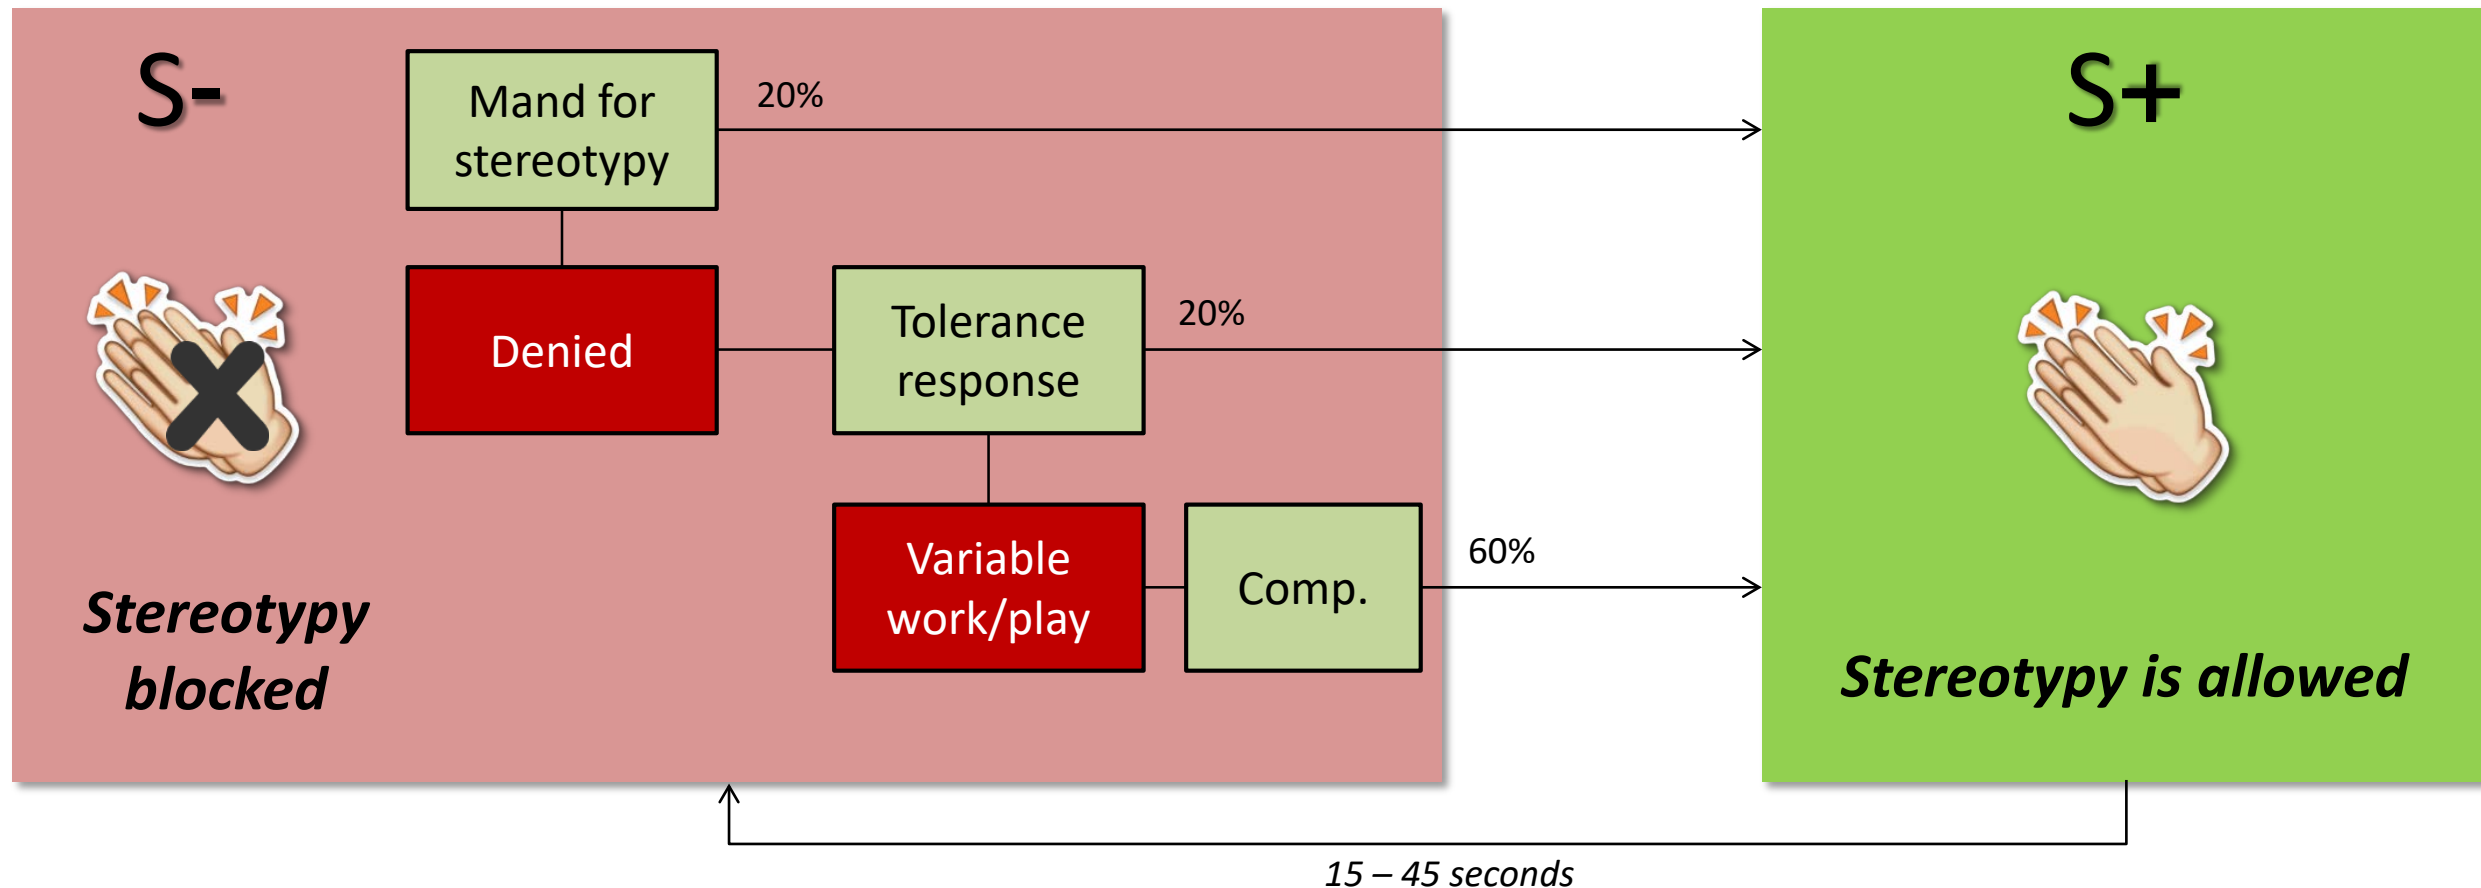 S-
Mand for
stereotypy
20%
S+
Denied
Tolerance
response
20%
Variable
work/play
Comp.
60%
Stereotypy
blocked
Stereotypy is allowed
15 – 45 seconds